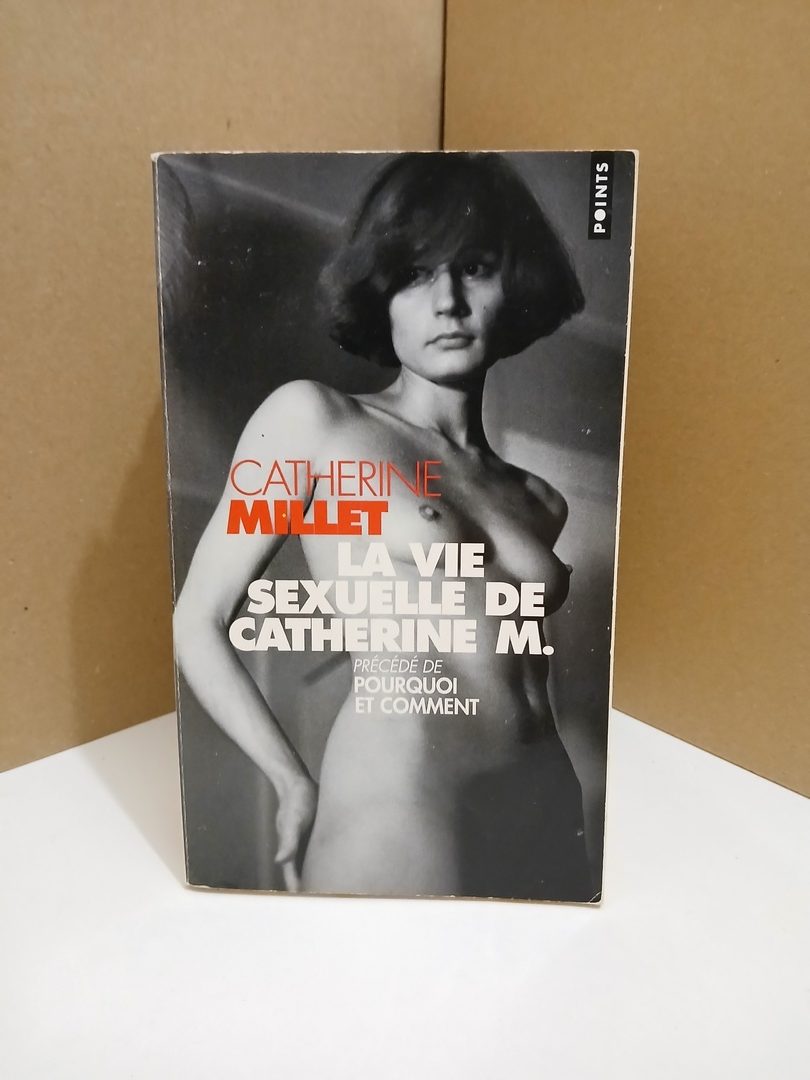 POINTS
CATHERINE
MILLET
LA VIE
SEXUELLE DE
CATHERINE M.
PRÉCÉDÉ DE
POURQUOI
ET COMMENT